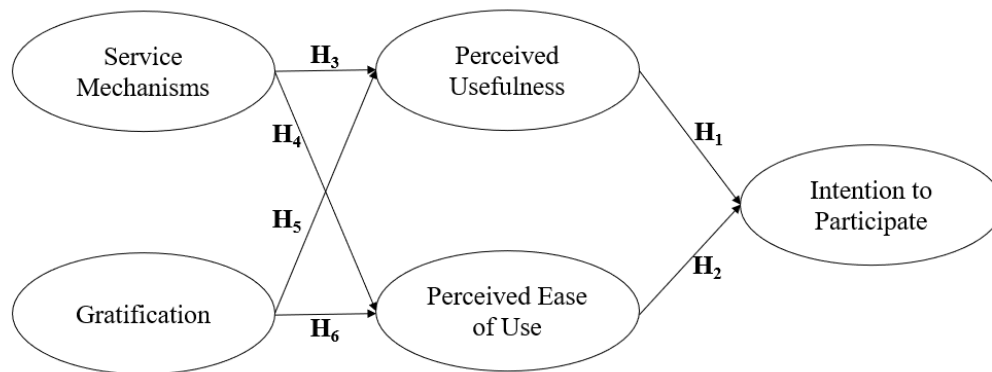 Service
Mechanisms
H₃
Perceived
Usefulness
H₄
H₁
Intention to
Participate
H₅
H₂
Gratification
H₆
Perceived Ease
of Use